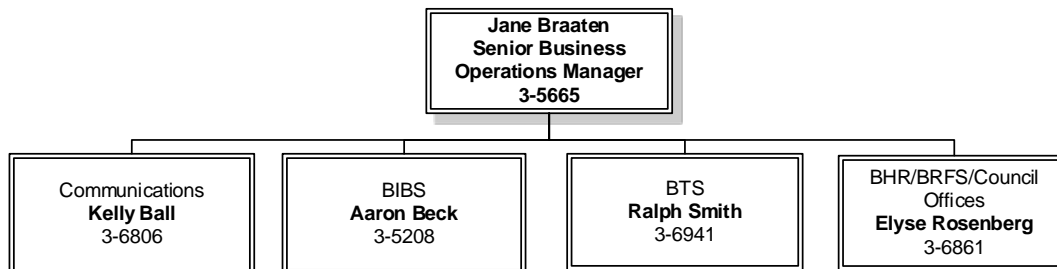 Jane Braaten
Senior Business
Operations Manager
3-5665
Communications
Kelly Ball
3-6806
BIBS
Aaron Beck
3-5208
BTS
Ralph Smith
3-6941
BHR/BRFS/Council
Offices
Elyse Rosenberg
3-6861